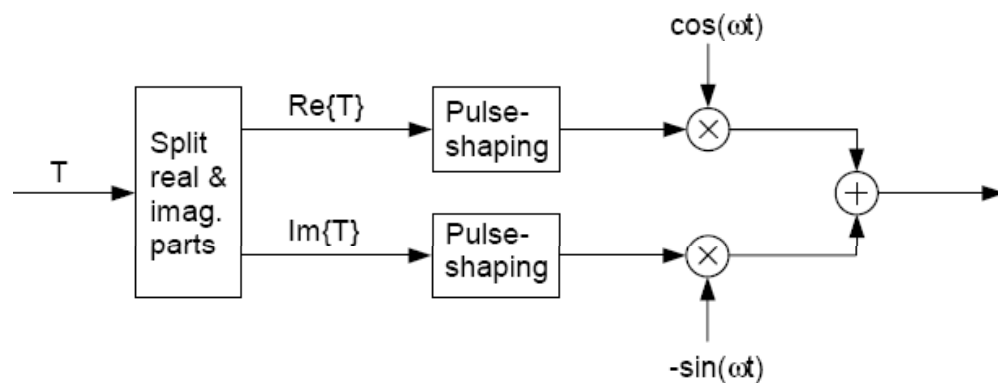 cos(ωt)
Re{T}
Pulse-
shaping
T
Split
real &
imag.
parts
Im{T}
Pulse-
shaping
-sin(ωt)